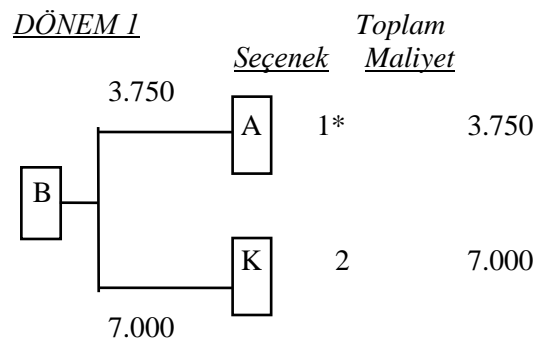 DÖNEM 1 Toplam
Seçenek Maliyet
3.750
A 1* 3.750
B
K 2 7.000
7.000